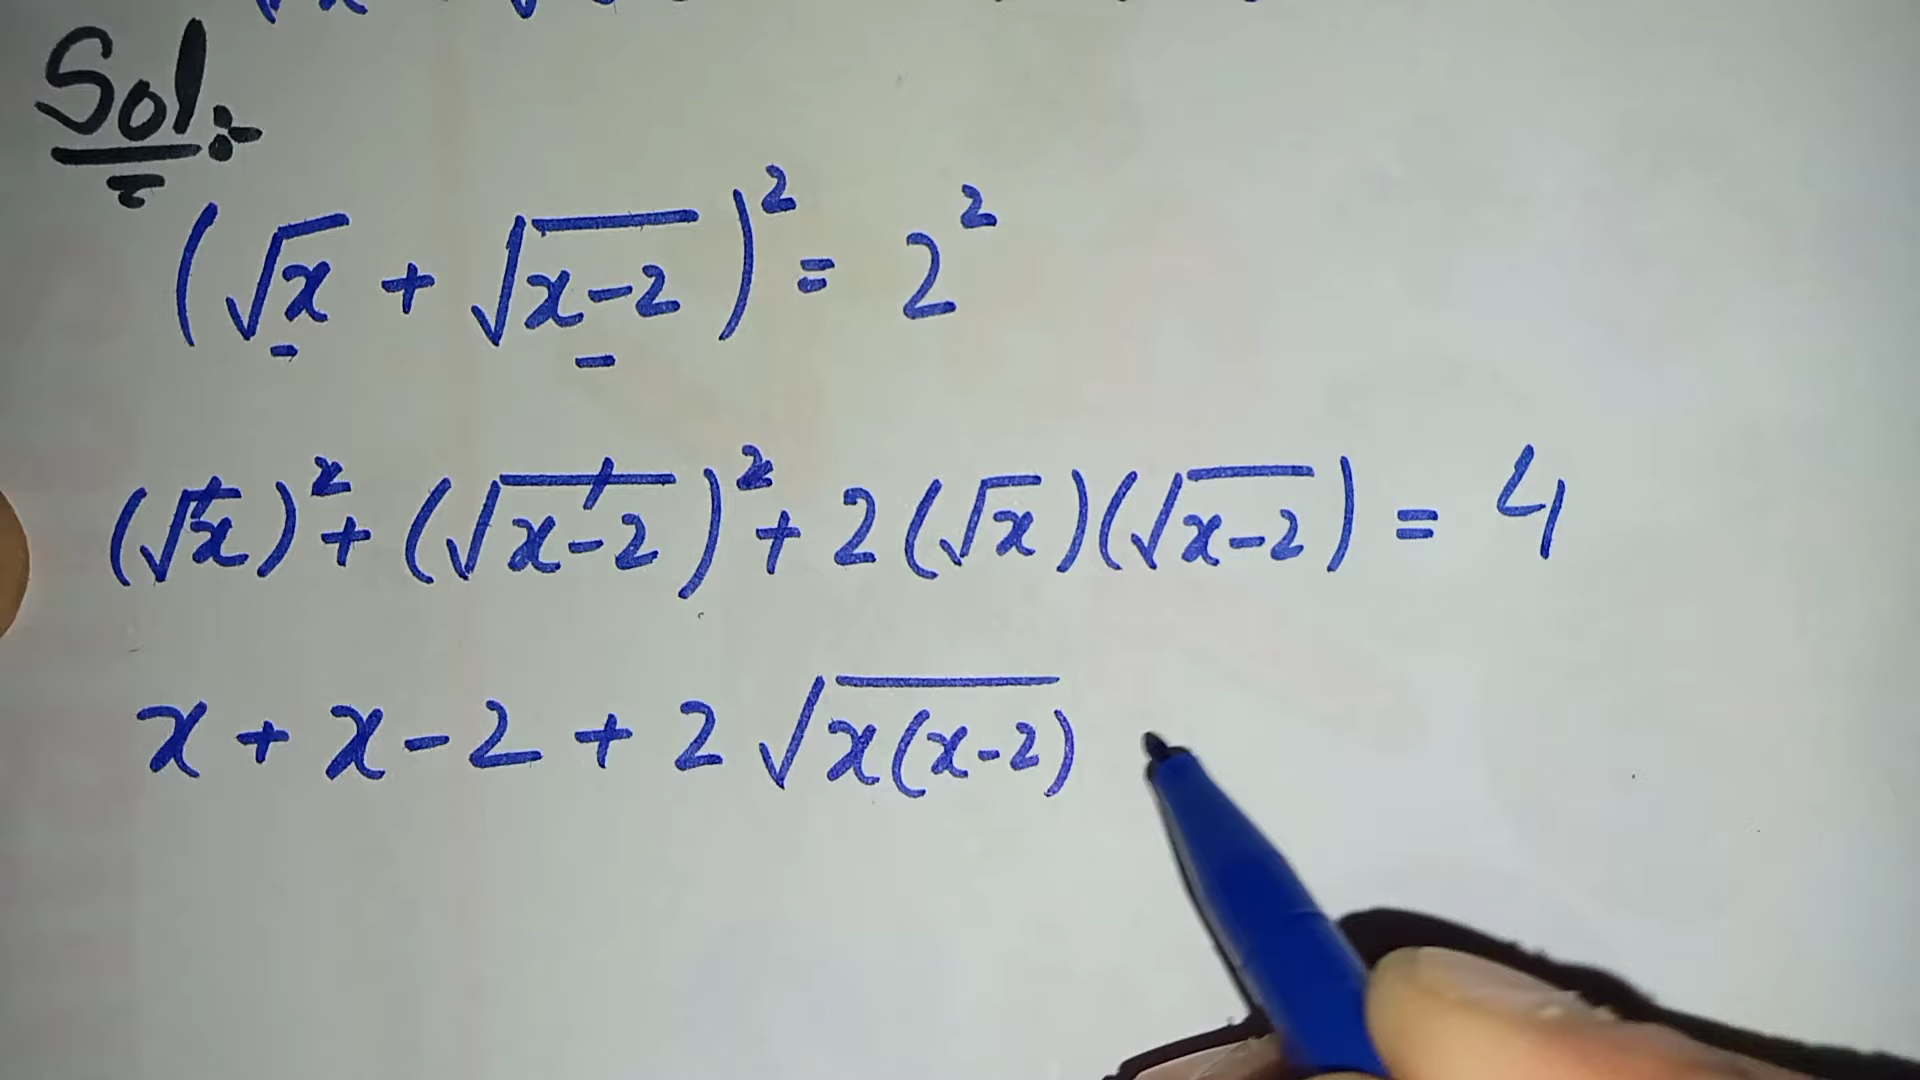 Sol:-
(√x + √(x-2))² = 2²
(√x)² + (√(x-2))² + 2(√x)(√(x-2)) = 4
x + x - 2 + 2√(x(x-2))